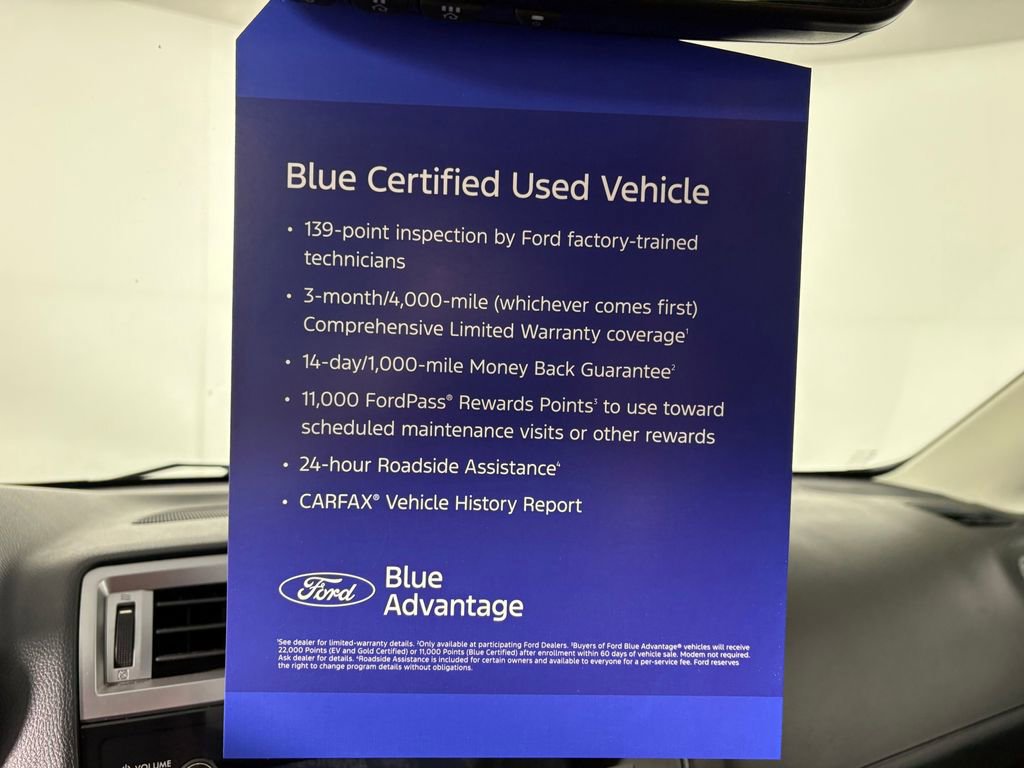 Blue Certified Used Vehicle
• 139-point inspection by Ford factory-trained
technicians
• 3-month/4,000-mile (whichever comes first)
Comprehensive Limited Warranty coverage¹
• 14-day/1,000-mile Money Back Guarantee²
• 11,000 FordPass® Rewards Points³ to use toward
scheduled maintenance visits or other rewards
• 24-hour Roadside Assistance⁴
• CARFAX® Vehicle History Report
Ford
Blue
Advantage
¹See dealer for limited-warranty details. ²Only available at participating Ford Dealers. ³Buyers of Ford Blue Advantage® vehicles will receive
22,000 Points (EV and Gold Certified) or 11,000 Points (Blue Certified) after enrollment within 60 days of vehicle sale. Modem not required.
Ask dealer for details. ⁴Roadside Assistance is included for certain owners and available to everyone for a per-service fee. Ford reserves
the right to change program details without obligations.
VOLUME